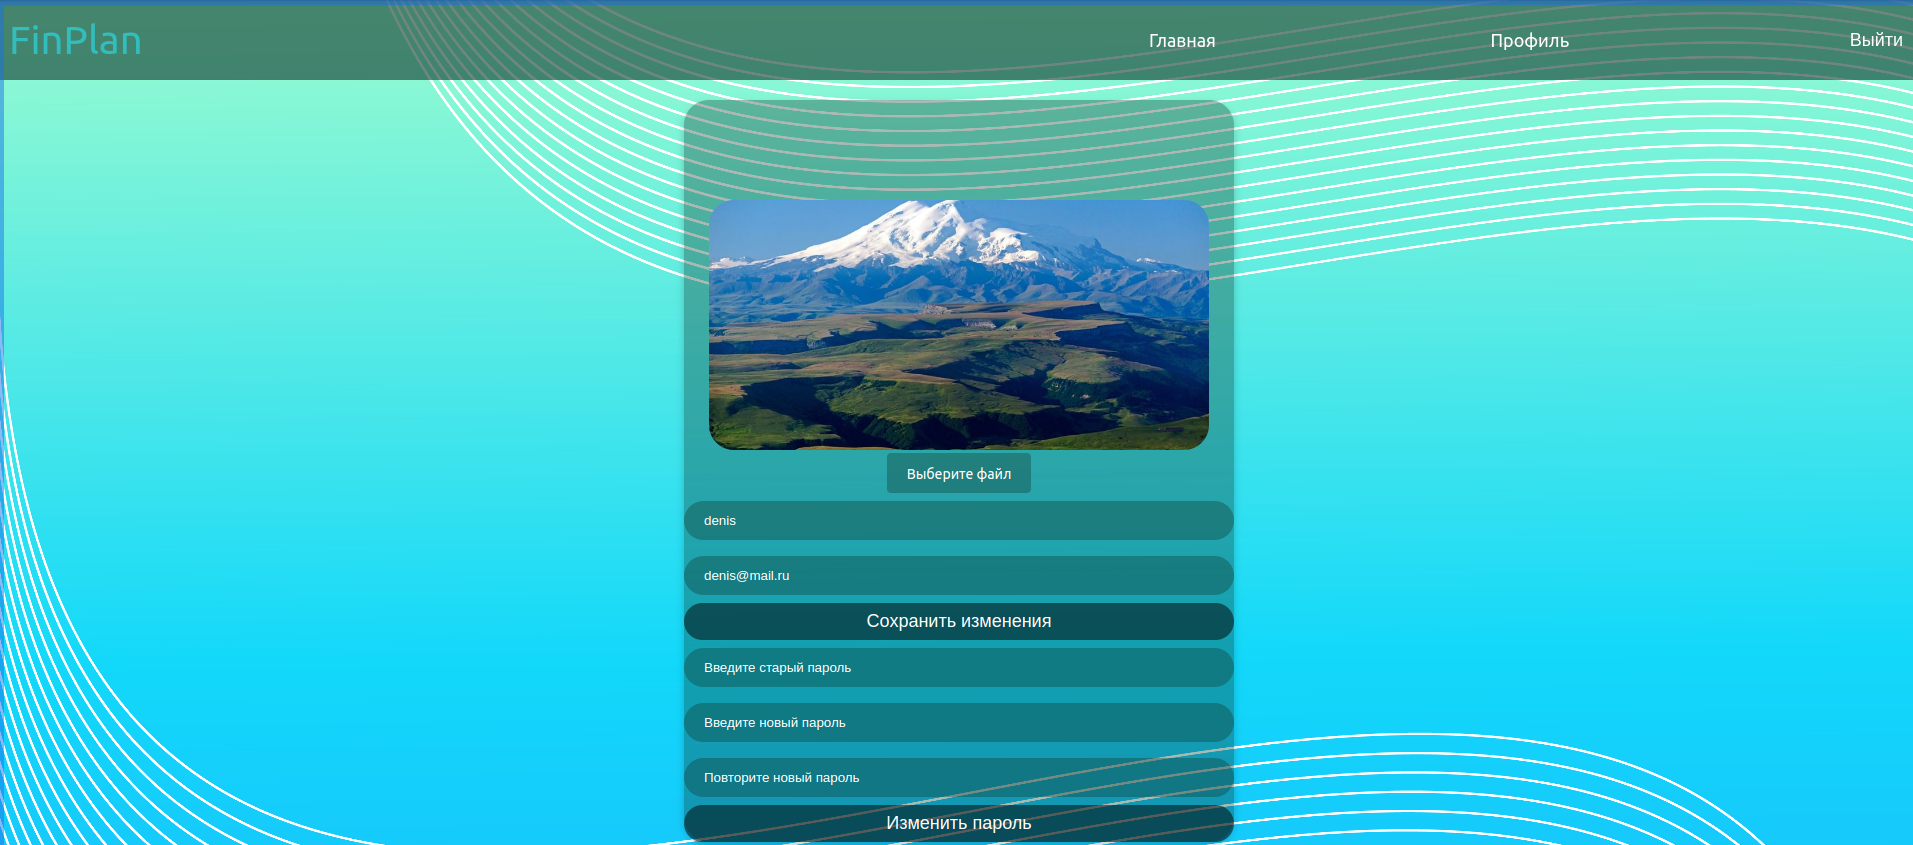 FinPlan
Главная
Профиль
Выйти
Выберите файл
denis
denis@mail.ru
Сохранить изменения
Введите старый пароль
Введите новый пароль
Повторите новый пароль
Изменить пароль